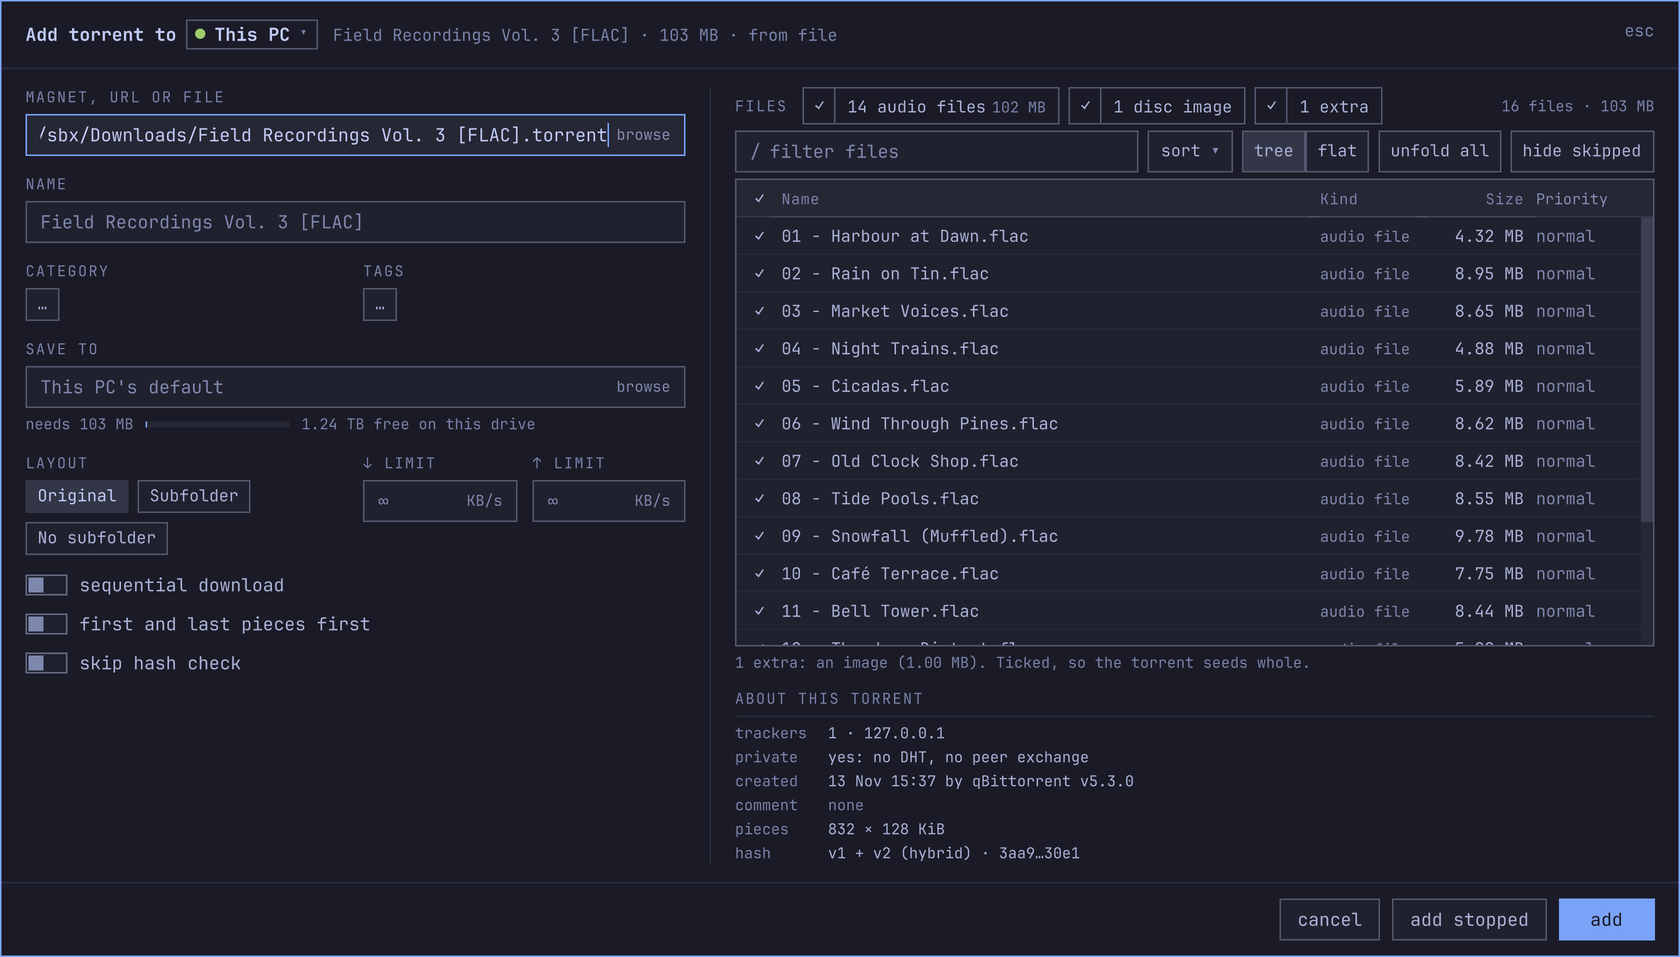 Add torrent to This PC ▾ Field Recordings Vol. 3 [FLAC] · 103 MB · from file
esc
MAGNET, URL OR FILE
/sbx/Downloads/Field Recordings Vol. 3 [FLAC].torrent browse
NAME
Field Recordings Vol. 3 [FLAC]
CATEGORY TAGS
… …
SAVE TO
This PC's default browse
needs 103 MB 1.24 TB free on this drive
LAYOUT ↓ LIMIT ↑ LIMIT
Original Subfolder ∞ KB/s ∞ KB/s
No subfolder
sequential download
first and last pieces first
skip hash check
FILES ✓ 14 audio files 102 MB ✓ 1 disc image ✓ 1 extra 16 files · 103 MB
/ filter files sort ▾ tree flat unfold all hide skipped
✓ Name Kind Size Priority
✓ 01 - Harbour at Dawn.flac audio file 4.32 MB normal
✓ 02 - Rain on Tin.flac audio file 8.95 MB normal
✓ 03 - Market Voices.flac audio file 8.65 MB normal
✓ 04 - Night Trains.flac audio file 4.88 MB normal
✓ 05 - Cicadas.flac audio file 5.89 MB normal
✓ 06 - Wind Through Pines.flac audio file 8.62 MB normal
✓ 07 - Old Clock Shop.flac audio file 8.42 MB normal
✓ 08 - Tide Pools.flac audio file 8.55 MB normal
✓ 09 - Snowfall (Muffled).flac audio file 9.78 MB normal
✓ 10 - Café Terrace.flac audio file 7.75 MB normal
✓ 11 - Bell Tower.flac audio file 8.44 MB normal
1 extra: an image (1.00 MB). Ticked, so the torrent seeds whole.
ABOUT THIS TORRENT
trackers 1 · 127.0.0.1
private yes: no DHT, no peer exchange
created 13 Nov 15:37 by qBittorrent v5.3.0
comment none
pieces 832 × 128 KiB
hash v1 + v2 (hybrid) · 3aa9…30e1
cancel add stopped add